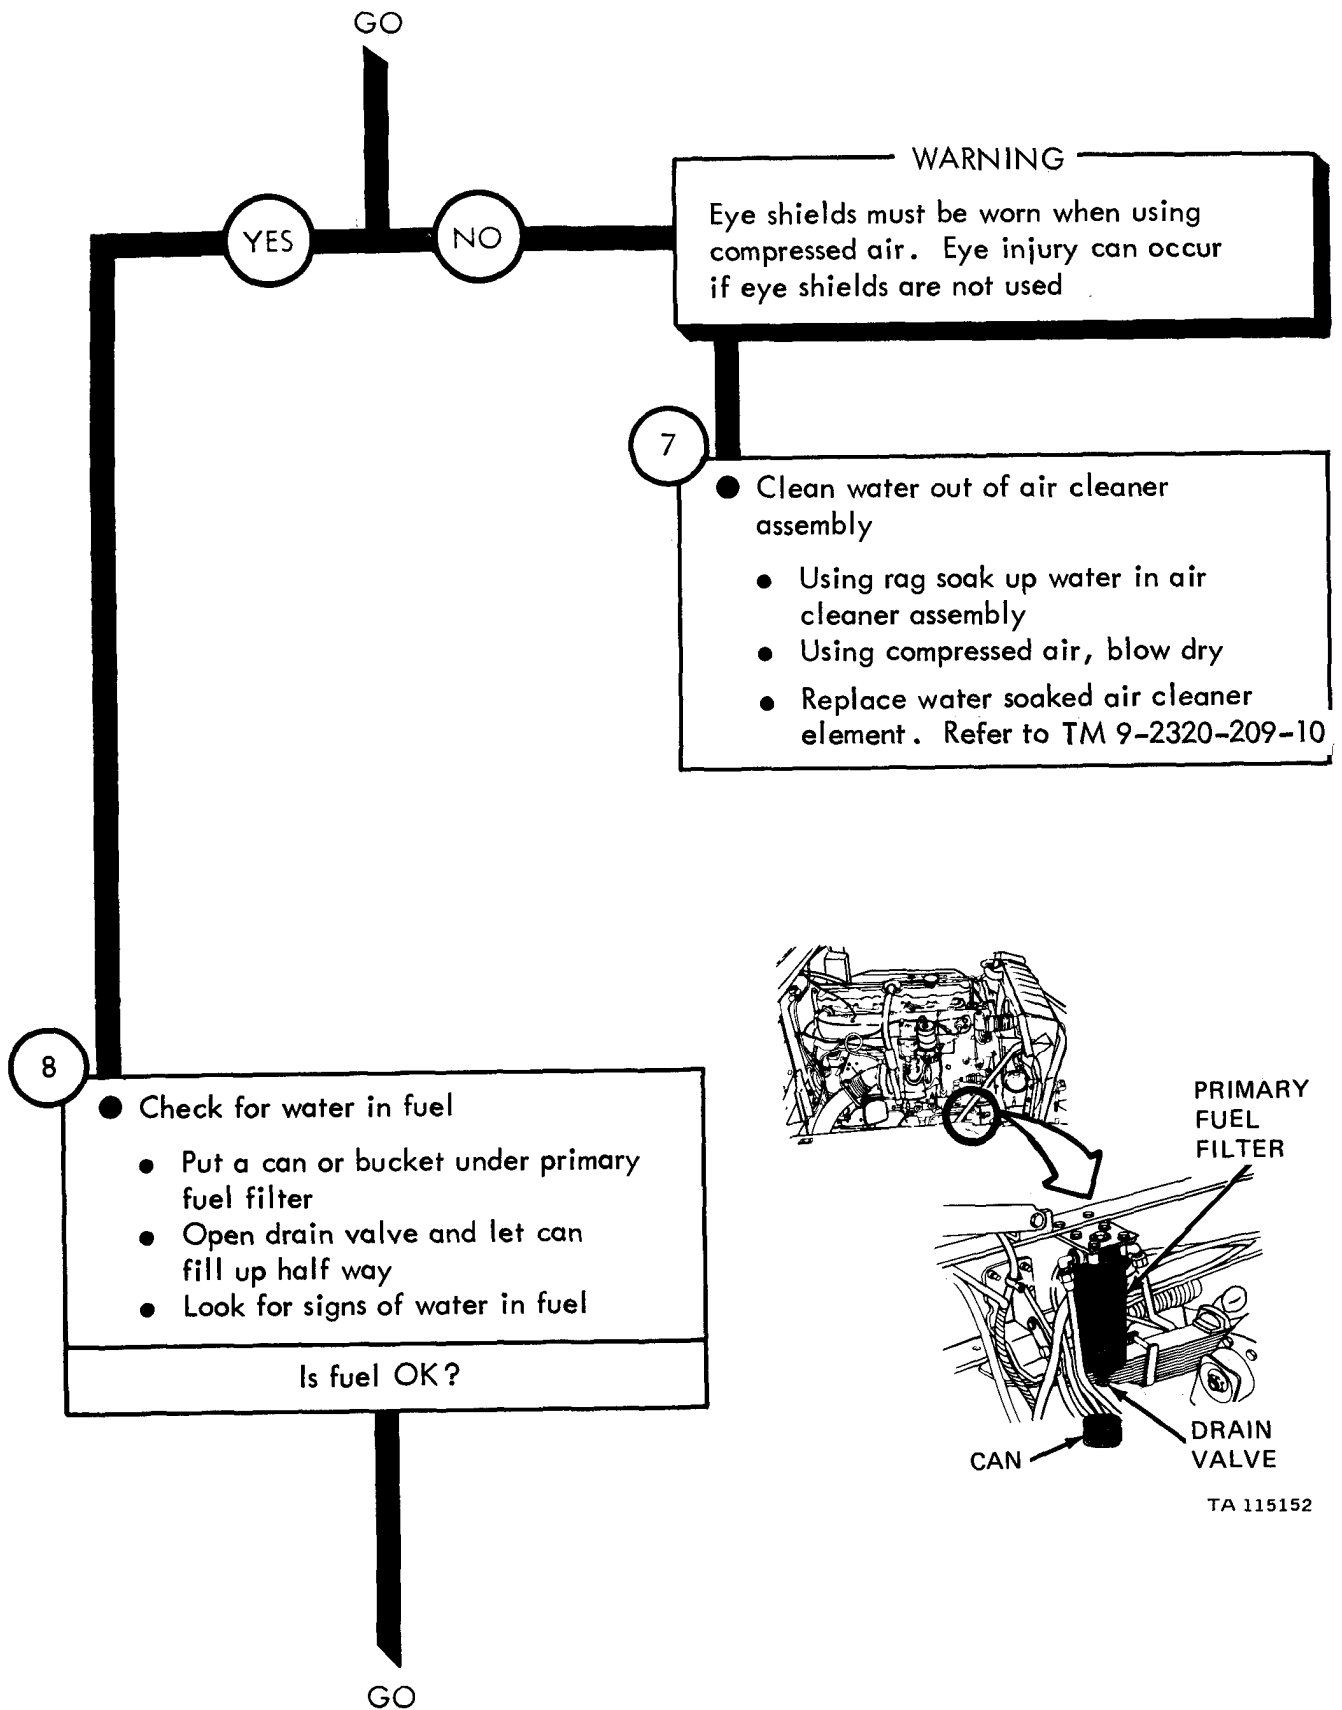 GO
YES
NO
WARNING
Eye shields must be worn when using
compressed air. Eye injury can occur
if eye shields are not used
7
● Clean water out of air cleaner
assembly
● Using rag soak up water in air
cleaner assembly
● Using compressed air, blow dry
● Replace water soaked air cleaner
element. Refer to TM 9-2320-209-10
8
● Check for water in fuel
● Put a can or bucket under primary
fuel filter
● Open drain valve and let can
fill up half way
● Look for signs of water in fuel
Is fuel OK?
PRIMARY
FUEL
FILTER
CAN
DRAIN
VALVE
TA 115152
GO